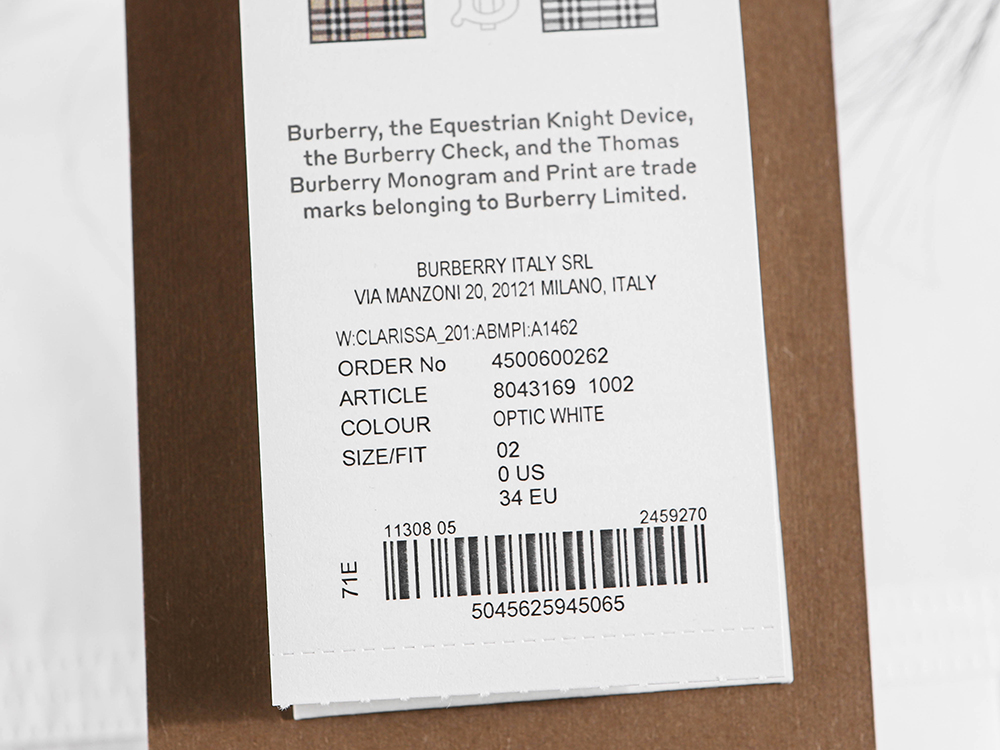 Burberry, the Equestrian Knight Device,
the Burberry Check, and the Thomas
Burberry Monogram and Print are trade
marks belonging to Burberry Limited.
BURBERRY ITALY SRL
VIA MANZONI 20, 20121 MILANO, ITALY
W:CLARISSA_201:ABMPI:A1462
ORDER No 4500600262
ARTICLE 8043169 1002
COLOUR OPTIC WHITE
SIZE/FIT 02
0 US
34 EU
11308 05 2459270
71E
5045625945065